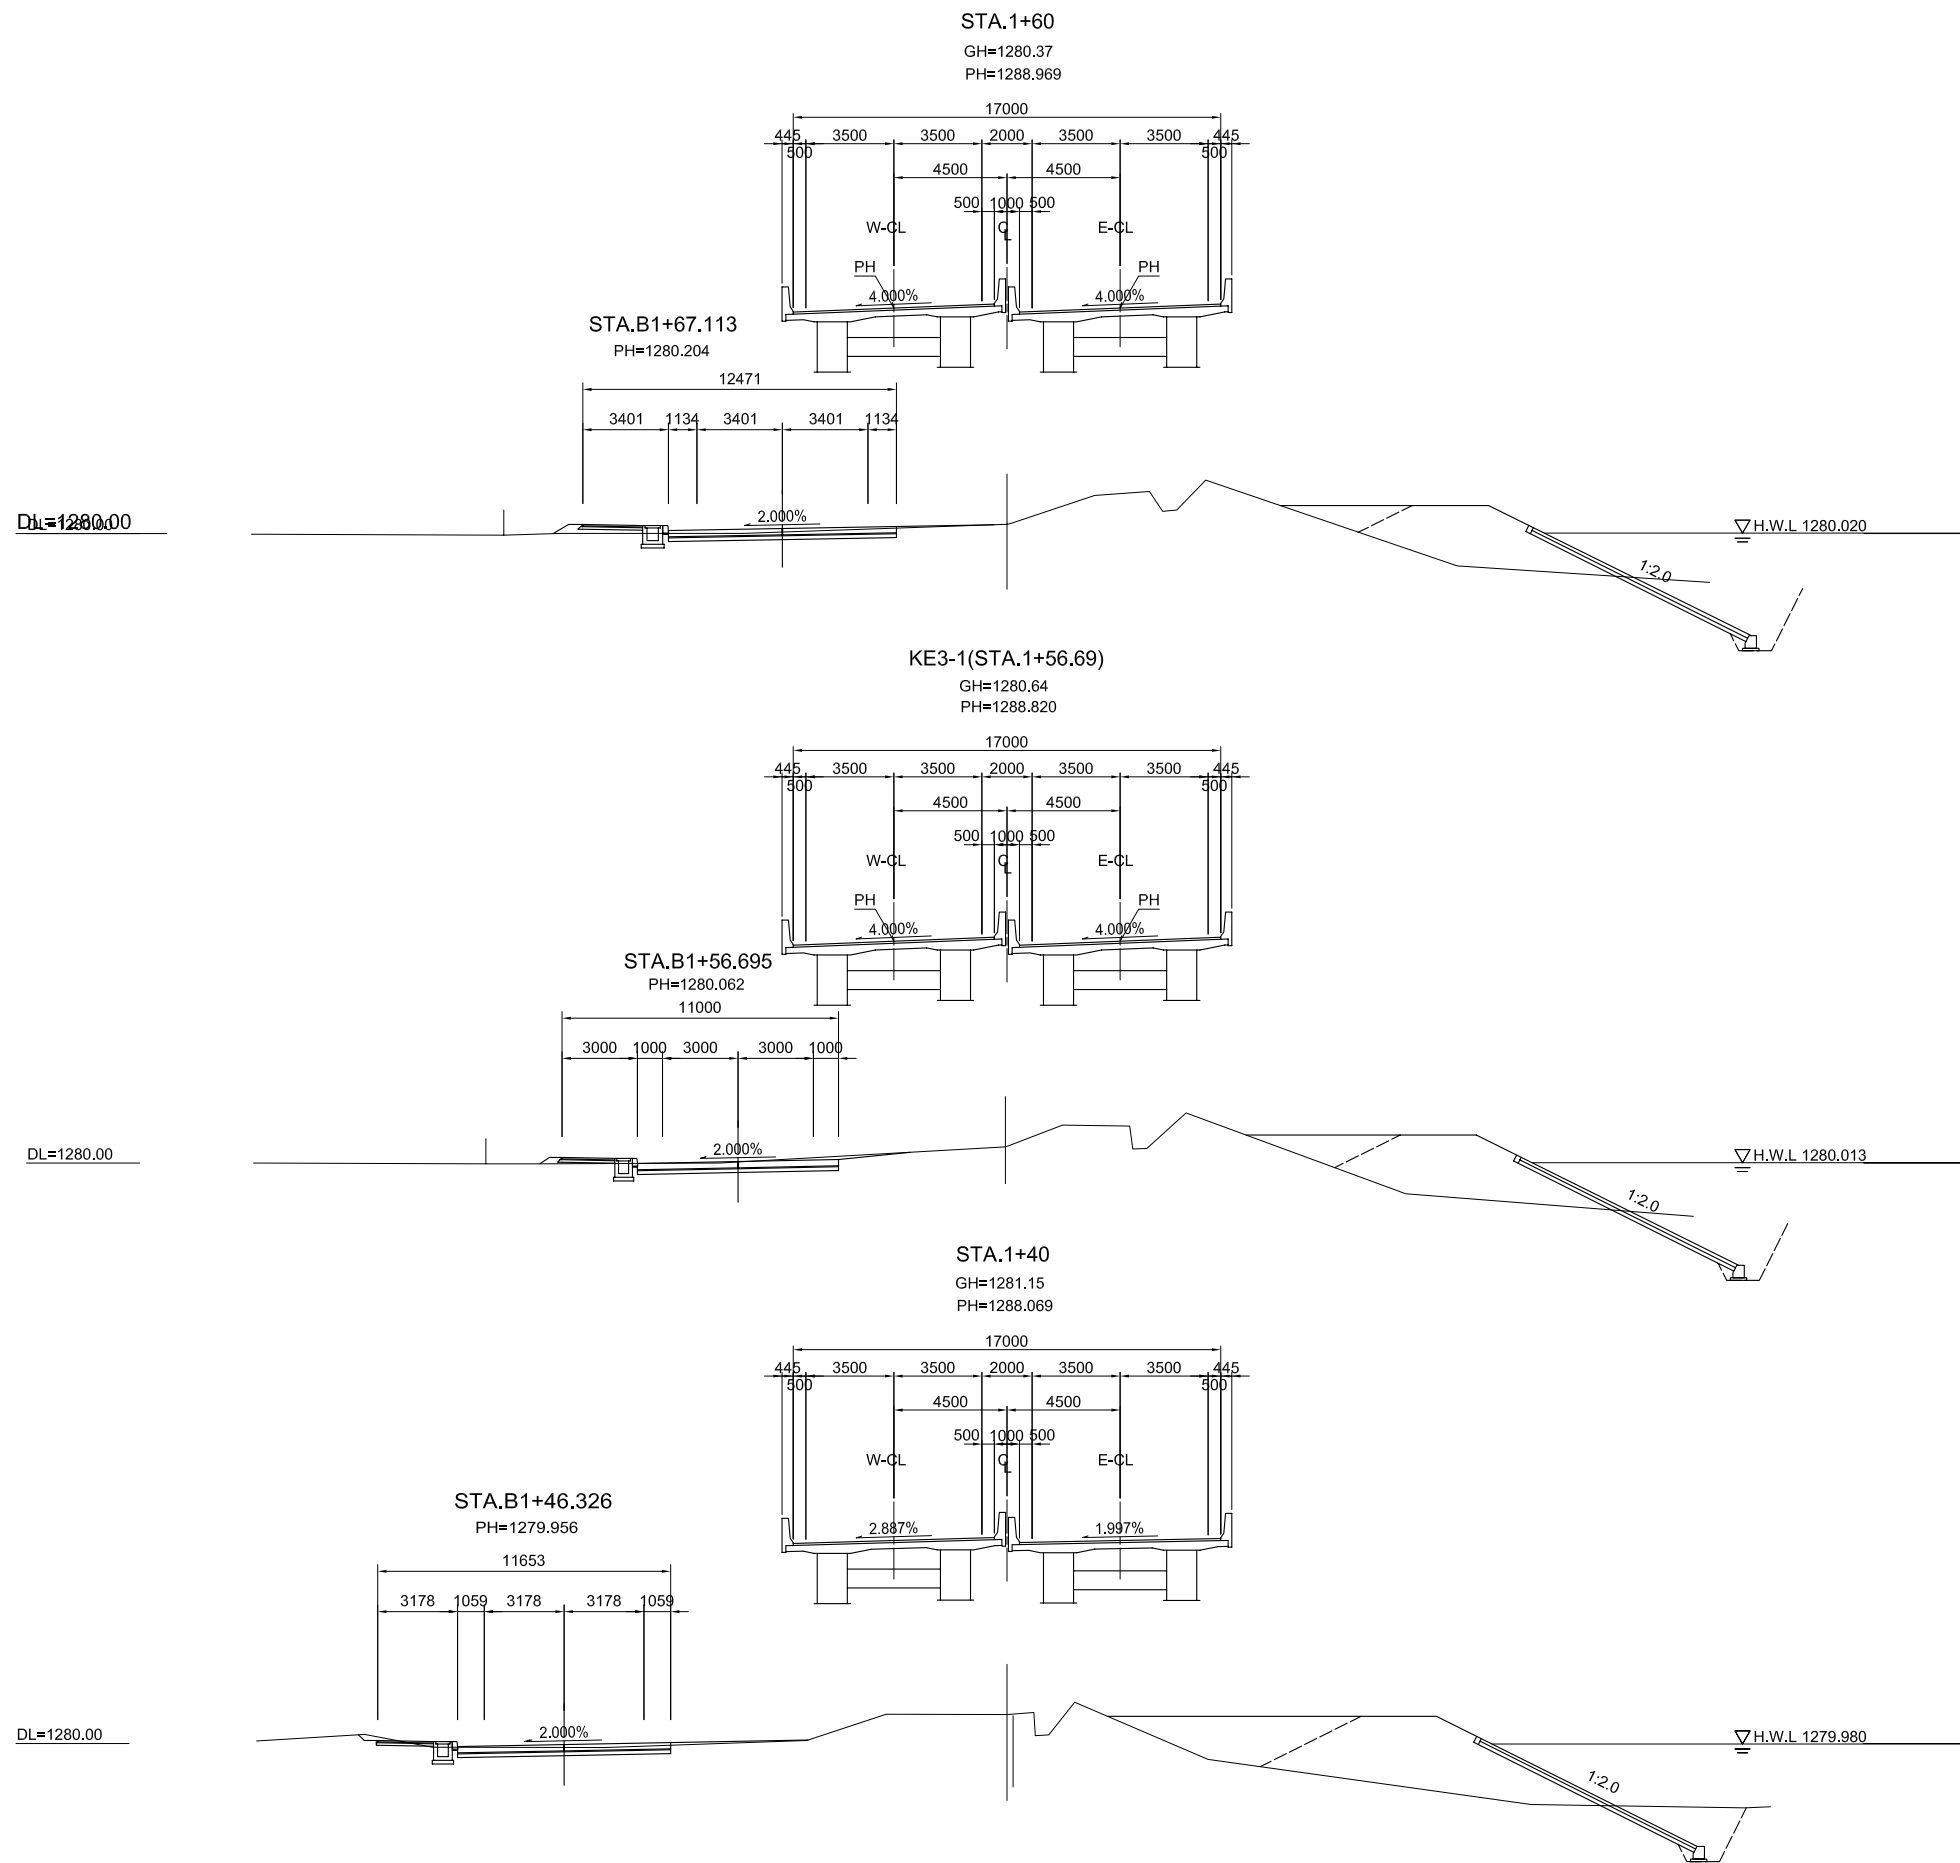 STA.1+60
GH=1280.37
PH=1288.969
17000
445 3500 3500 2000 3500 3500 445
500 500
4500 4500
500 1000 500
W-CL CL E-CL
PH PH
4.000% 4.000%
STA.B1+67.113
PH=1280.204
12471
3401 1134 3401 3401 1134
2.000%
DL=1280.00
DL=1280.00
H.W.L 1280.020
1:2.0
KE3-1(STA.1+56.69)
GH=1280.64
PH=1288.820
17000
445 3500 3500 2000 3500 3500 445
500 500
4500 4500
500 1000 500
W-CL CL E-CL
PH PH
4.000% 4.000%
STA.B1+56.695
PH=1280.062
11000
3000 1000 3000 3000 1000
2.000%
DL=1280.00
H.W.L 1280.013
1:2.0
STA.1+40
GH=1281.15
PH=1288.069
17000
445 3500 3500 2000 3500 3500 445
500 500
4500 4500
500 1000 500
W-CL CL E-CL
2.887% 1.997%
STA.B1+46.326
PH=1279.956
11653
3178 1059 3178 3178 1059
2.000%
DL=1280.00
H.W.L 1279.980
1:2.0